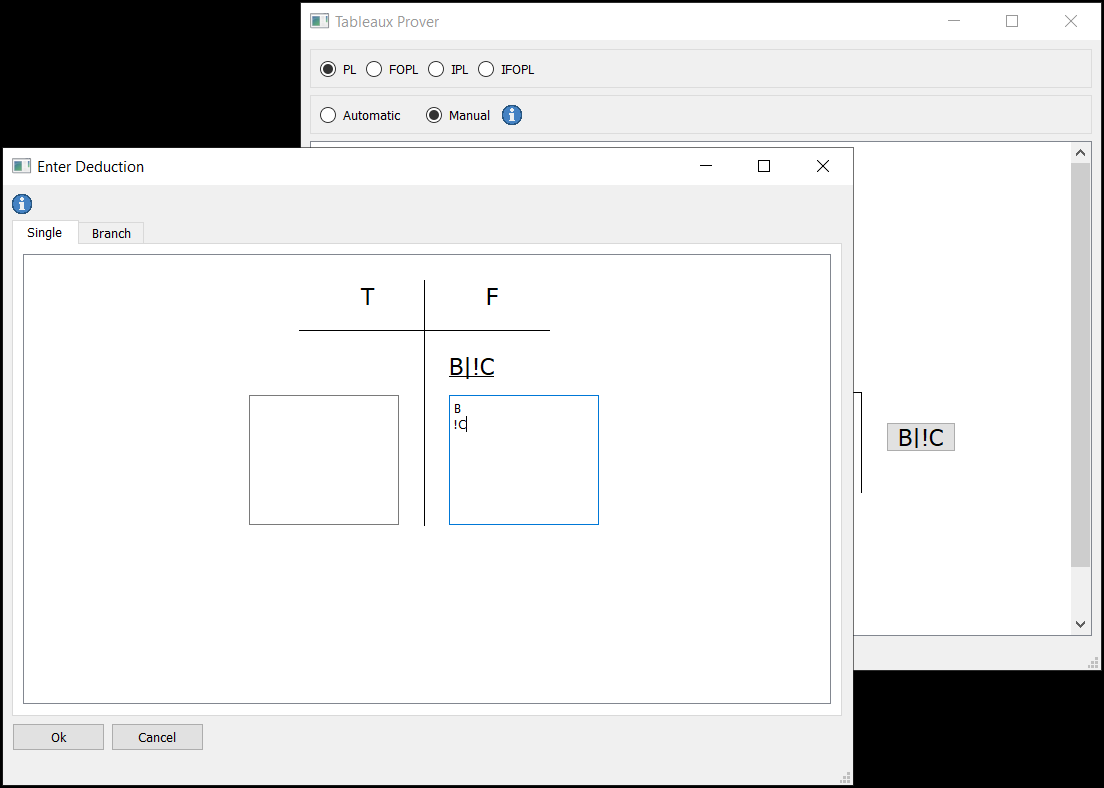 Tableaux Prover
PL FOPL IPL IFOPL
Automatic Manual
Enter Deduction
Single Branch
T F
B|!C
B
!C
B|!C
Ok Cancel